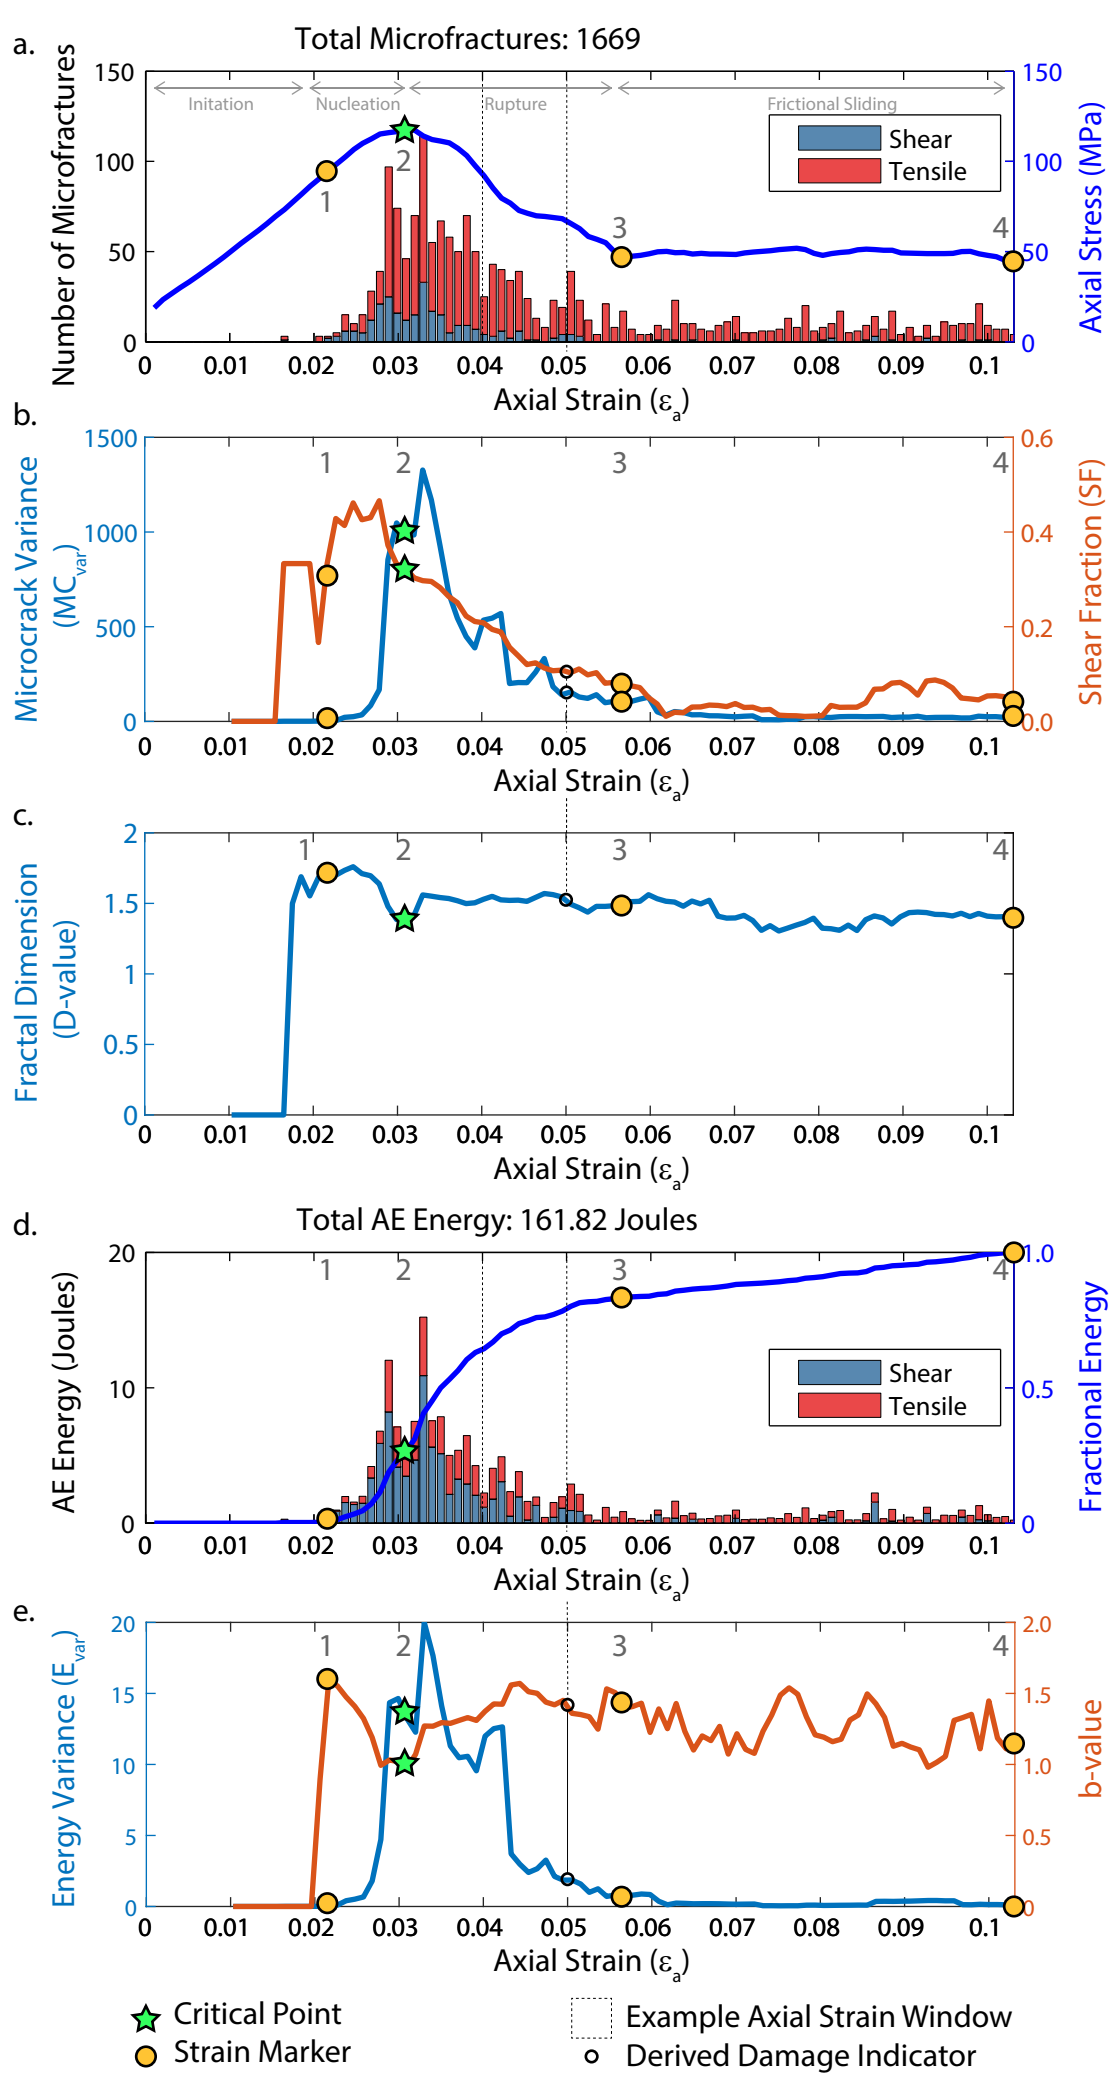 a.
Total Microfractures: 1669
Number of Microfractures
150
100
50
0
Initation
Nucleation
Rupture
Frictional Sliding
Shear
Tensile
1
2
3
4
150
100
50
0
Axial Stress (MPa)
0 0.01 0.02 0.03 0.04 0.05 0.06 0.07 0.08 0.09 0.1
Axial Strain (εa)
b.
Microcrack Variance
(MCvar)
1500
1000
500
0
1 2 3 4
0.6
0.4
0.2
0.0
Shear Fraction (SF)
0 0.01 0.02 0.03 0.04 0.05 0.06 0.07 0.08 0.09 0.1
Axial Strain (εa)
c.
Fractal Dimension
(D-value)
2
1.5
1
0.5
0
1 2 3 4
0 0.01 0.02 0.03 0.04 0.05 0.06 0.07 0.08 0.09 0.1
Axial Strain (εa)
d.
Total AE Energy: 161.82 Joules
AE Energy (Joules)
20
10
0
1 2 3 4
Shear
Tensile
1.0
0.5
0
Fractional Energy
0 0.01 0.02 0.03 0.04 0.05 0.06 0.07 0.08 0.09 0.1
Axial Strain (εa)
e.
Energy Variance (Evar)
20
15
10
5
0
1 2 3 4
2.0
1.5
1.0
0.5
0
b-value
0 0.01 0.02 0.03 0.04 0.05 0.06 0.07 0.08 0.09 0.1
Axial Strain (εa)
Critical Point
Strain Marker
Example Axial Strain Window
Derived Damage Indicator